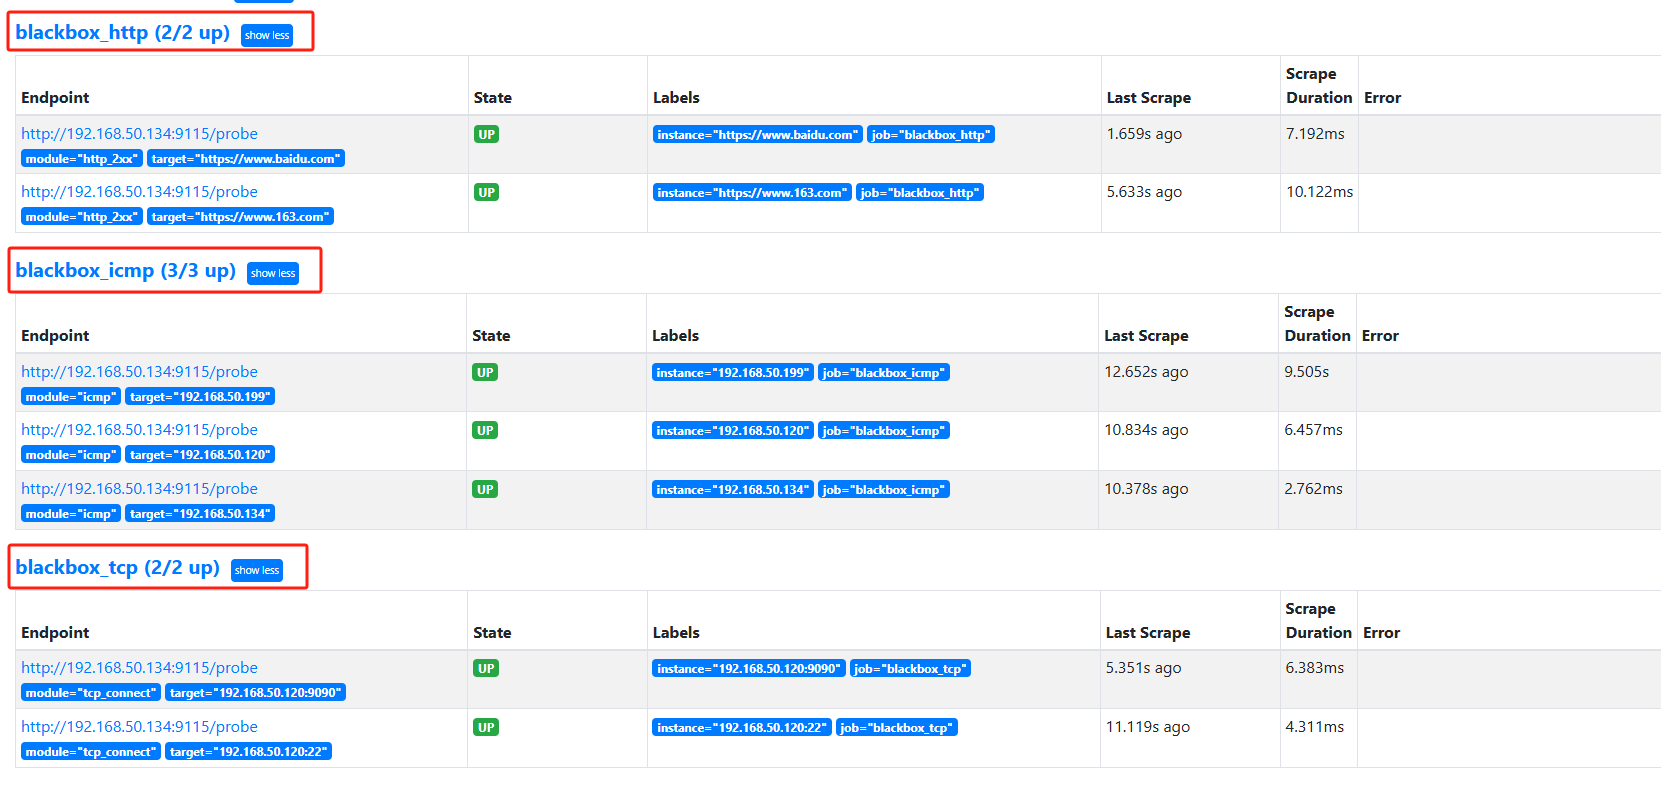 blackbox_http (2/2 up) show less
Endpoint State Labels Last Scrape Scrape Duration Error
http://192.168.50.134:9115/probe UP instance="https://www.baidu.com" job="blackbox_http" 1.659s ago 7.192ms
module="http_2xx" target="https://www.baidu.com"
http://192.168.50.134:9115/probe UP instance="https://www.163.com" job="blackbox_http" 5.633s ago 10.122ms
module="http_2xx" target="https://www.163.com"
blackbox_icmp (3/3 up) show less
Endpoint State Labels Last Scrape Scrape Duration Error
http://192.168.50.134:9115/probe UP instance="192.168.50.199" job="blackbox_icmp" 12.652s ago 9.505s
module="icmp" target="192.168.50.199"
http://192.168.50.134:9115/probe UP instance="192.168.50.120" job="blackbox_icmp" 10.834s ago 6.457ms
module="icmp" target="192.168.50.120"
http://192.168.50.134:9115/probe UP instance="192.168.50.134" job="blackbox_icmp" 10.378s ago 2.762ms
module="icmp" target="192.168.50.134"
blackbox_tcp (2/2 up) show less
Endpoint State Labels Last Scrape Scrape Duration Error
http://192.168.50.134:9115/probe UP instance="192.168.50.120:9090" job="blackbox_tcp" 5.351s ago 6.383ms
module="tcp_connect" target="192.168.50.120:9090"
http://192.168.50.134:9115/probe UP instance="192.168.50.120:22" job="blackbox_tcp" 11.119s ago 4.311ms
module="tcp_connect" target="192.168.50.120:22"